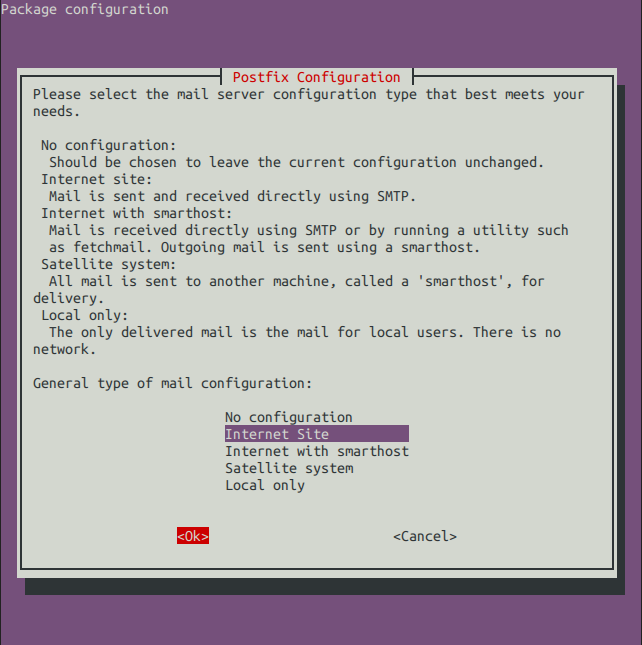 Package configuration
Postfix Configuration
Please select the mail server configuration type that best meets your
needs.
No configuration:
Should be chosen to leave the current configuration unchanged.
Internet site:
Mail is sent and received directly using SMTP.
Internet with smarthost:
Mail is received directly using SMTP or by running a utility such
as fetchmail. Outgoing mail is sent using a smarthost.
Satellite system:
All mail is sent to another machine, called a 'smarthost', for
delivery.
Local only:
The only delivered mail is the mail for local users. There is no
network.
General type of mail configuration:
No configuration
Internet Site
Internet with smarthost
Satellite system
Local only
<Ok> <Cancel>